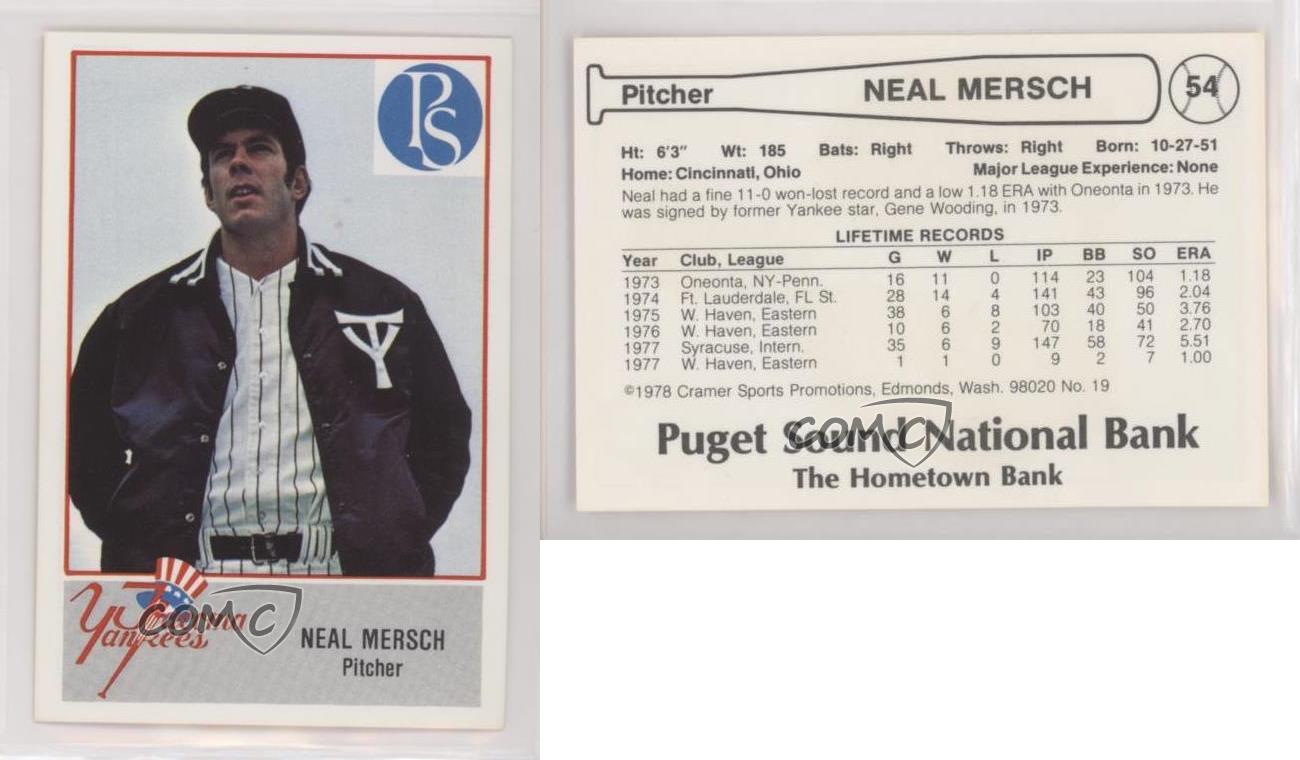 PS
TY
Tacoma
Yankees
COMC
NEAL MERSCH
Pitcher
Pitcher NEAL MERSCH 54
Ht: 6'3" Wt: 185 Bats: Right Throws: Right Born: 10-27-51
Home: Cincinnati, Ohio Major League Experience: None
Neal had a fine 11-0 won-lost record and a low 1.18 ERA with Oneonta in 1973. He
was signed by former Yankee star, Gene Wooding, in 1973.
LIFETIME RECORDS
Year Club, League G W L IP BB SO ERA
1973 Oneonta, NY-Penn. 16 11 0 114 23 104 1.18
1974 Ft. Lauderdale, FL St. 28 14 4 141 43 96 2.04
1975 W. Haven, Eastern 38 6 8 103 40 50 3.76
1976 W. Haven, Eastern 10 6 2 70 18 41 2.70
1977 Syracuse, Intern. 35 6 9 147 58 72 5.51
1977 W. Haven, Eastern 1 1 0 9 2 7 1.00
©1978 Cramer Sports Promotions, Edmonds, Wash. 98020 No. 19
Puget Sound National Bank
COMC
The Hometown Bank